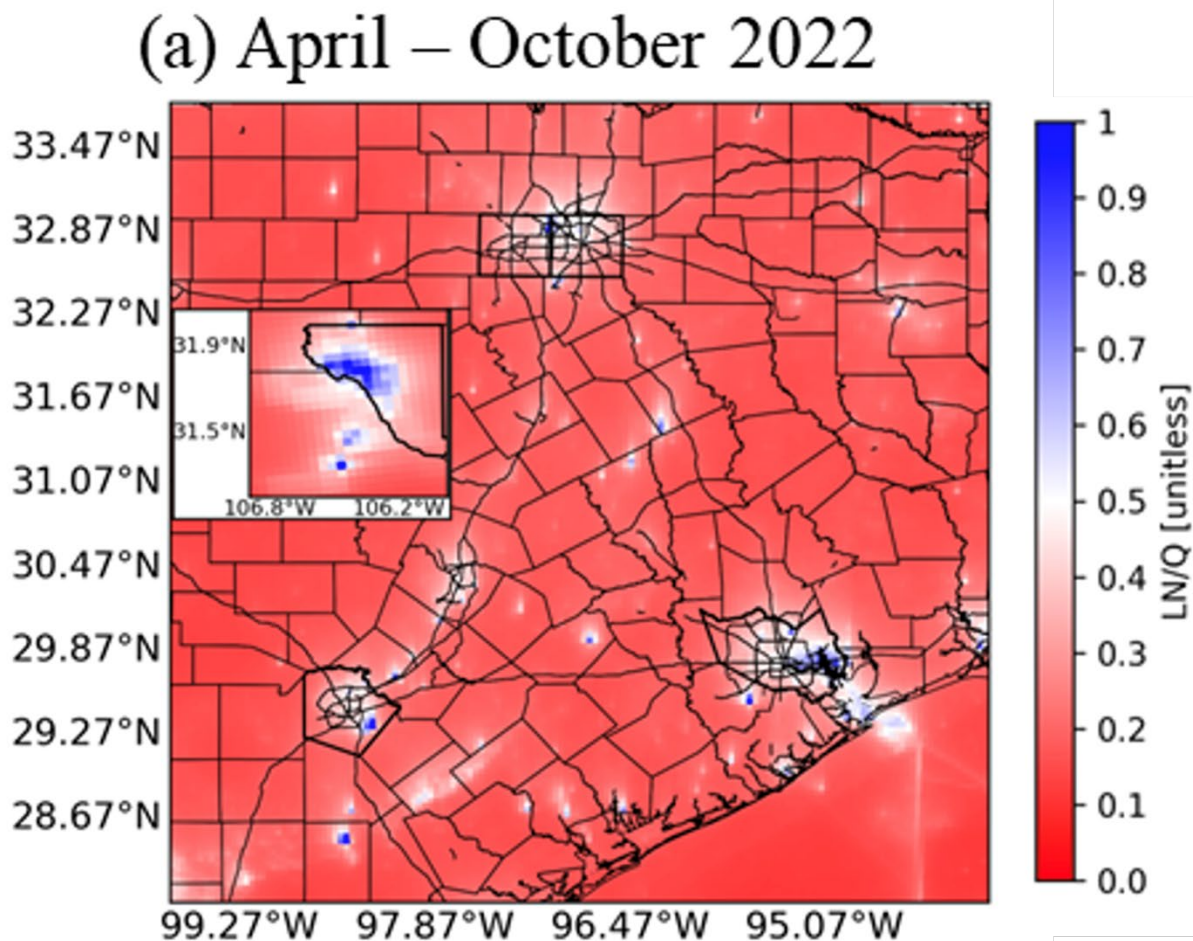 (a) April – October 2022
33.47°N
32.87°N
32.27°N
31.67°N
31.07°N
30.47°N
29.87°N
29.27°N
28.67°N
99.27°W 97.87°W 96.47°W 95.07°W
31.9°N
31.5°N
106.8°W 106.2°W
1
0.9
0.8
0.7
0.6
0.5
0.4
0.3
0.2
0.1
0.0
LN/Q [unitless]